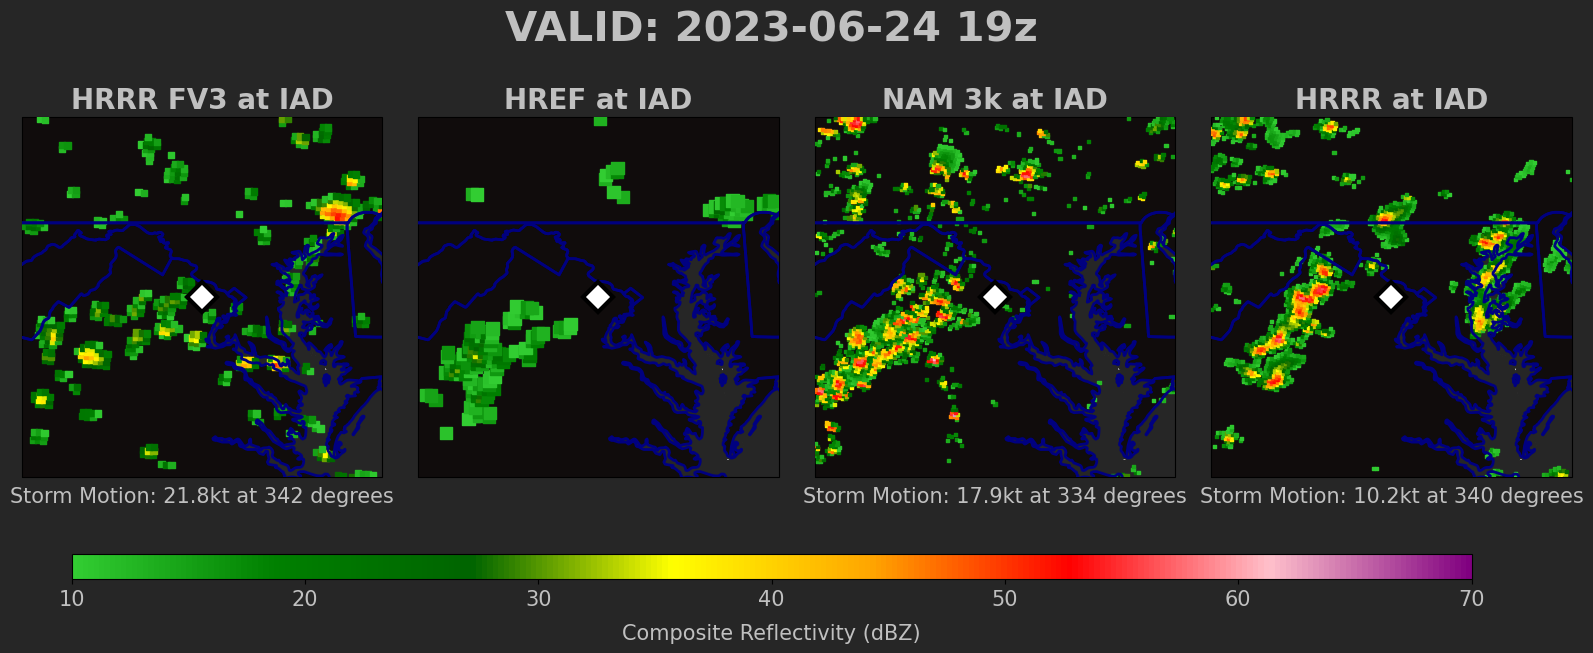 VALID: 2023-06-24 19z
HRRR FV3 at IAD
HREF at IAD
NAM 3k at IAD
HRRR at IAD
Storm Motion: 21.8kt at 342 degrees
Storm Motion: 17.9kt at 334 degrees
Storm Motion: 10.2kt at 340 degrees
10 20 30 40 50 60 70
Composite Reflectivity (dBZ)